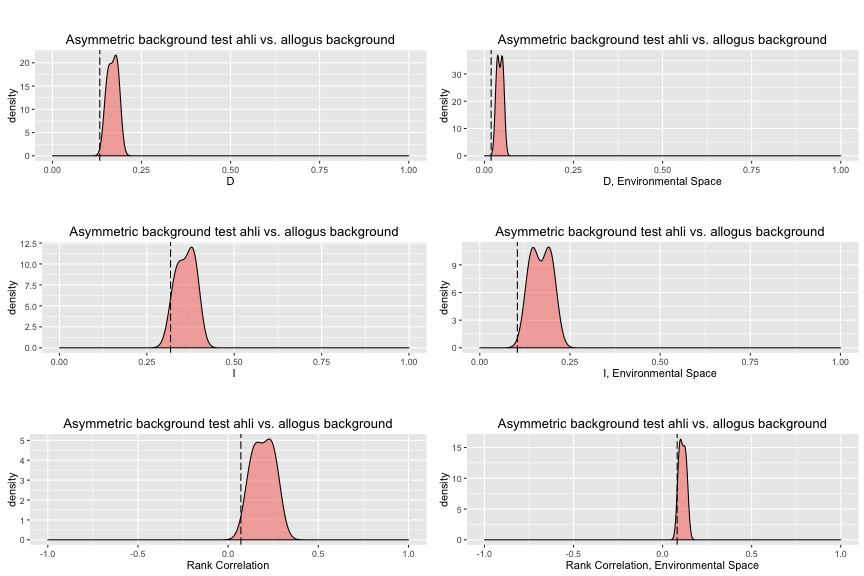 Asymmetric background test ahli vs. allogus background
density
20
15
10
5
0
0.00 0.25 0.50 0.75 1.00
D
Asymmetric background test ahli vs. allogus background
density
30
20
10
0
0.00 0.25 0.50 0.75 1.00
D, Environmental Space
Asymmetric background test ahli vs. allogus background
density
12.5
10.0
7.5
5.0
2.5
0.0
0.00 0.25 0.50 0.75 1.00
I
Asymmetric background test ahli vs. allogus background
density
9
6
3
0
0.00 0.25 0.50 0.75 1.00
I, Environmental Space
Asymmetric background test ahli vs. allogus background
density
5
4
3
2
1
0
-1.0 -0.5 0.0 0.5 1.0
Rank Correlation
Asymmetric background test ahli vs. allogus background
density
15
10
5
0
-1.0 -0.5 0.0 0.5 1.0
Rank Correlation, Environmental Space